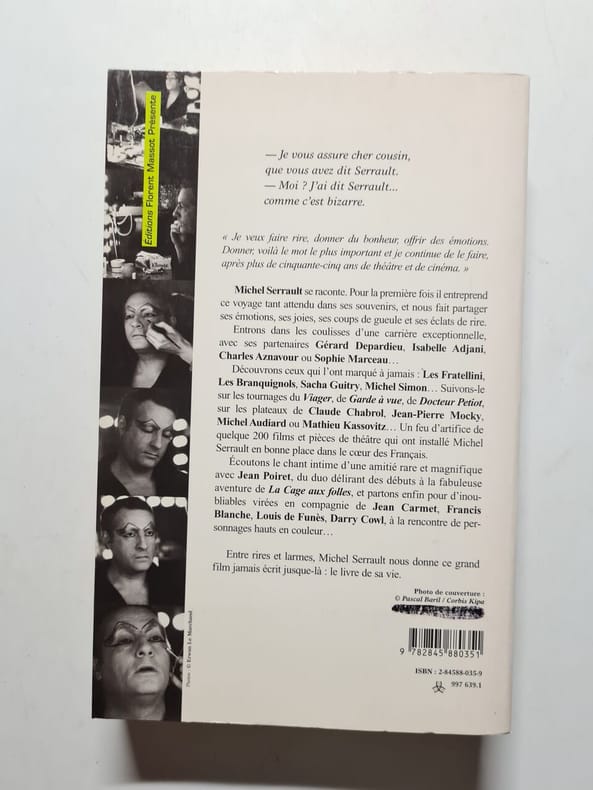 Éditions Florent Massot Présente
— Je vous assure cher cousin,
que vous avez dit Serrault.
— Moi ? J'ai dit Serrault...
comme c'est bizarre.
« Je veux faire rire, donner du bonheur, offrir des émotions.
Donner, voilà le mot le plus important et je continue de le faire,
après plus de cinquante-cinq ans de théâtre et de cinéma. »
Michel Serrault se raconte. Pour la première fois il entreprend
ce voyage tant attendu dans ses souvenirs, et nous fait partager
ses émotions, ses joies, ses coups de gueule et ses éclats de rire.
Entrons dans les coulisses d'une carrière exceptionnelle,
avec ses partenaires Gérard Depardieu, Isabelle Adjani,
Charles Aznavour ou Sophie Marceau...
Découvrons ceux qui l'ont marqué à jamais : Les Fratellini,
Les Branquignols, Sacha Guitry, Michel Simon... Suivons-le
sur les tournages du Viager, de Garde à vue, de Docteur Petiot,
sur les plateaux de Claude Chabrol, Jean-Pierre Mocky,
Michel Audiard ou Mathieu Kassovitz... Un feu d'artifice de
quelque 200 films et pièces de théâtre qui ont installé Michel
Serrault en bonne place dans le cœur des Français.
Écoutons le chant intime d'une amitié rare et magnifique
avec Jean Poiret, du duo délirant des débuts à la fabuleuse
aventure de La Cage aux folles, et partons enfin pour d'inou-
bliables virées en compagnie de Jean Carmet, Francis
Blanche, Louis de Funès, Darry Cowl, à la rencontre de per-
sonnages hauts en couleur...
Entre rires et larmes, Michel Serrault nous donne ce grand
film jamais écrit jusque-là : le livre de sa vie.
Photo de couverture :
© Pascal Baril / Corbis Kipa
Photos : © Erwan Le Marchand
9 782845 880351
ISBN : 2-84588-035-9
997 639.1